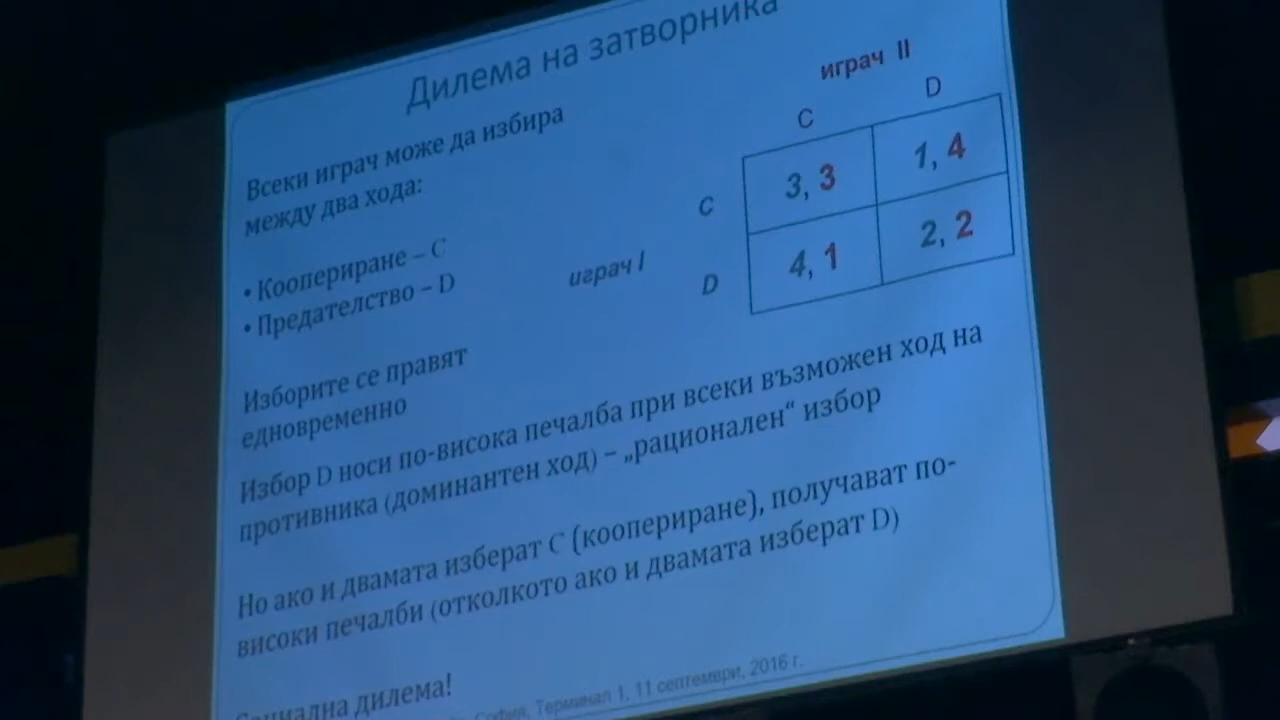 Дилема на затворника
Всеки играч може да избира
между два хода:
• Коопериране – C
• Предателство – D
Изборите се правят
едновременно
играч II
C D
играч I
C 3, 3 1, 4
D 4, 1 2, 2
Избор D носи по-висока печалба при всеки възможен ход на
противника (доминантен ход) – „рационален“ избор
Но ако и двамата изберат C (коопериране), получават по-
високи печалби (отколкото ако и двамата изберат D)
Социална дилема!
София, Терминал 1, 11 септември, 2016 г.